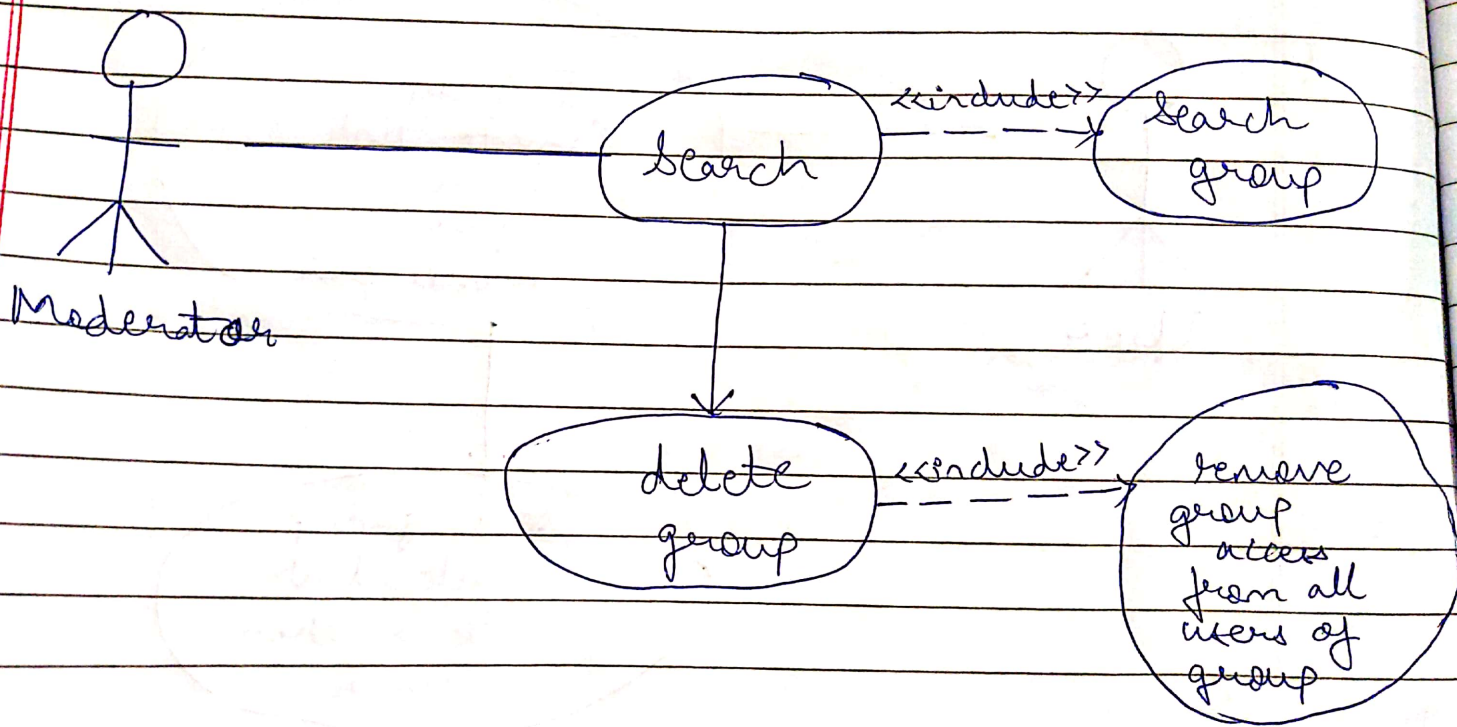 <<include>>
search
group
search
Moderator
delete
group
<<include>>
remove
group
access
from all
users of
group